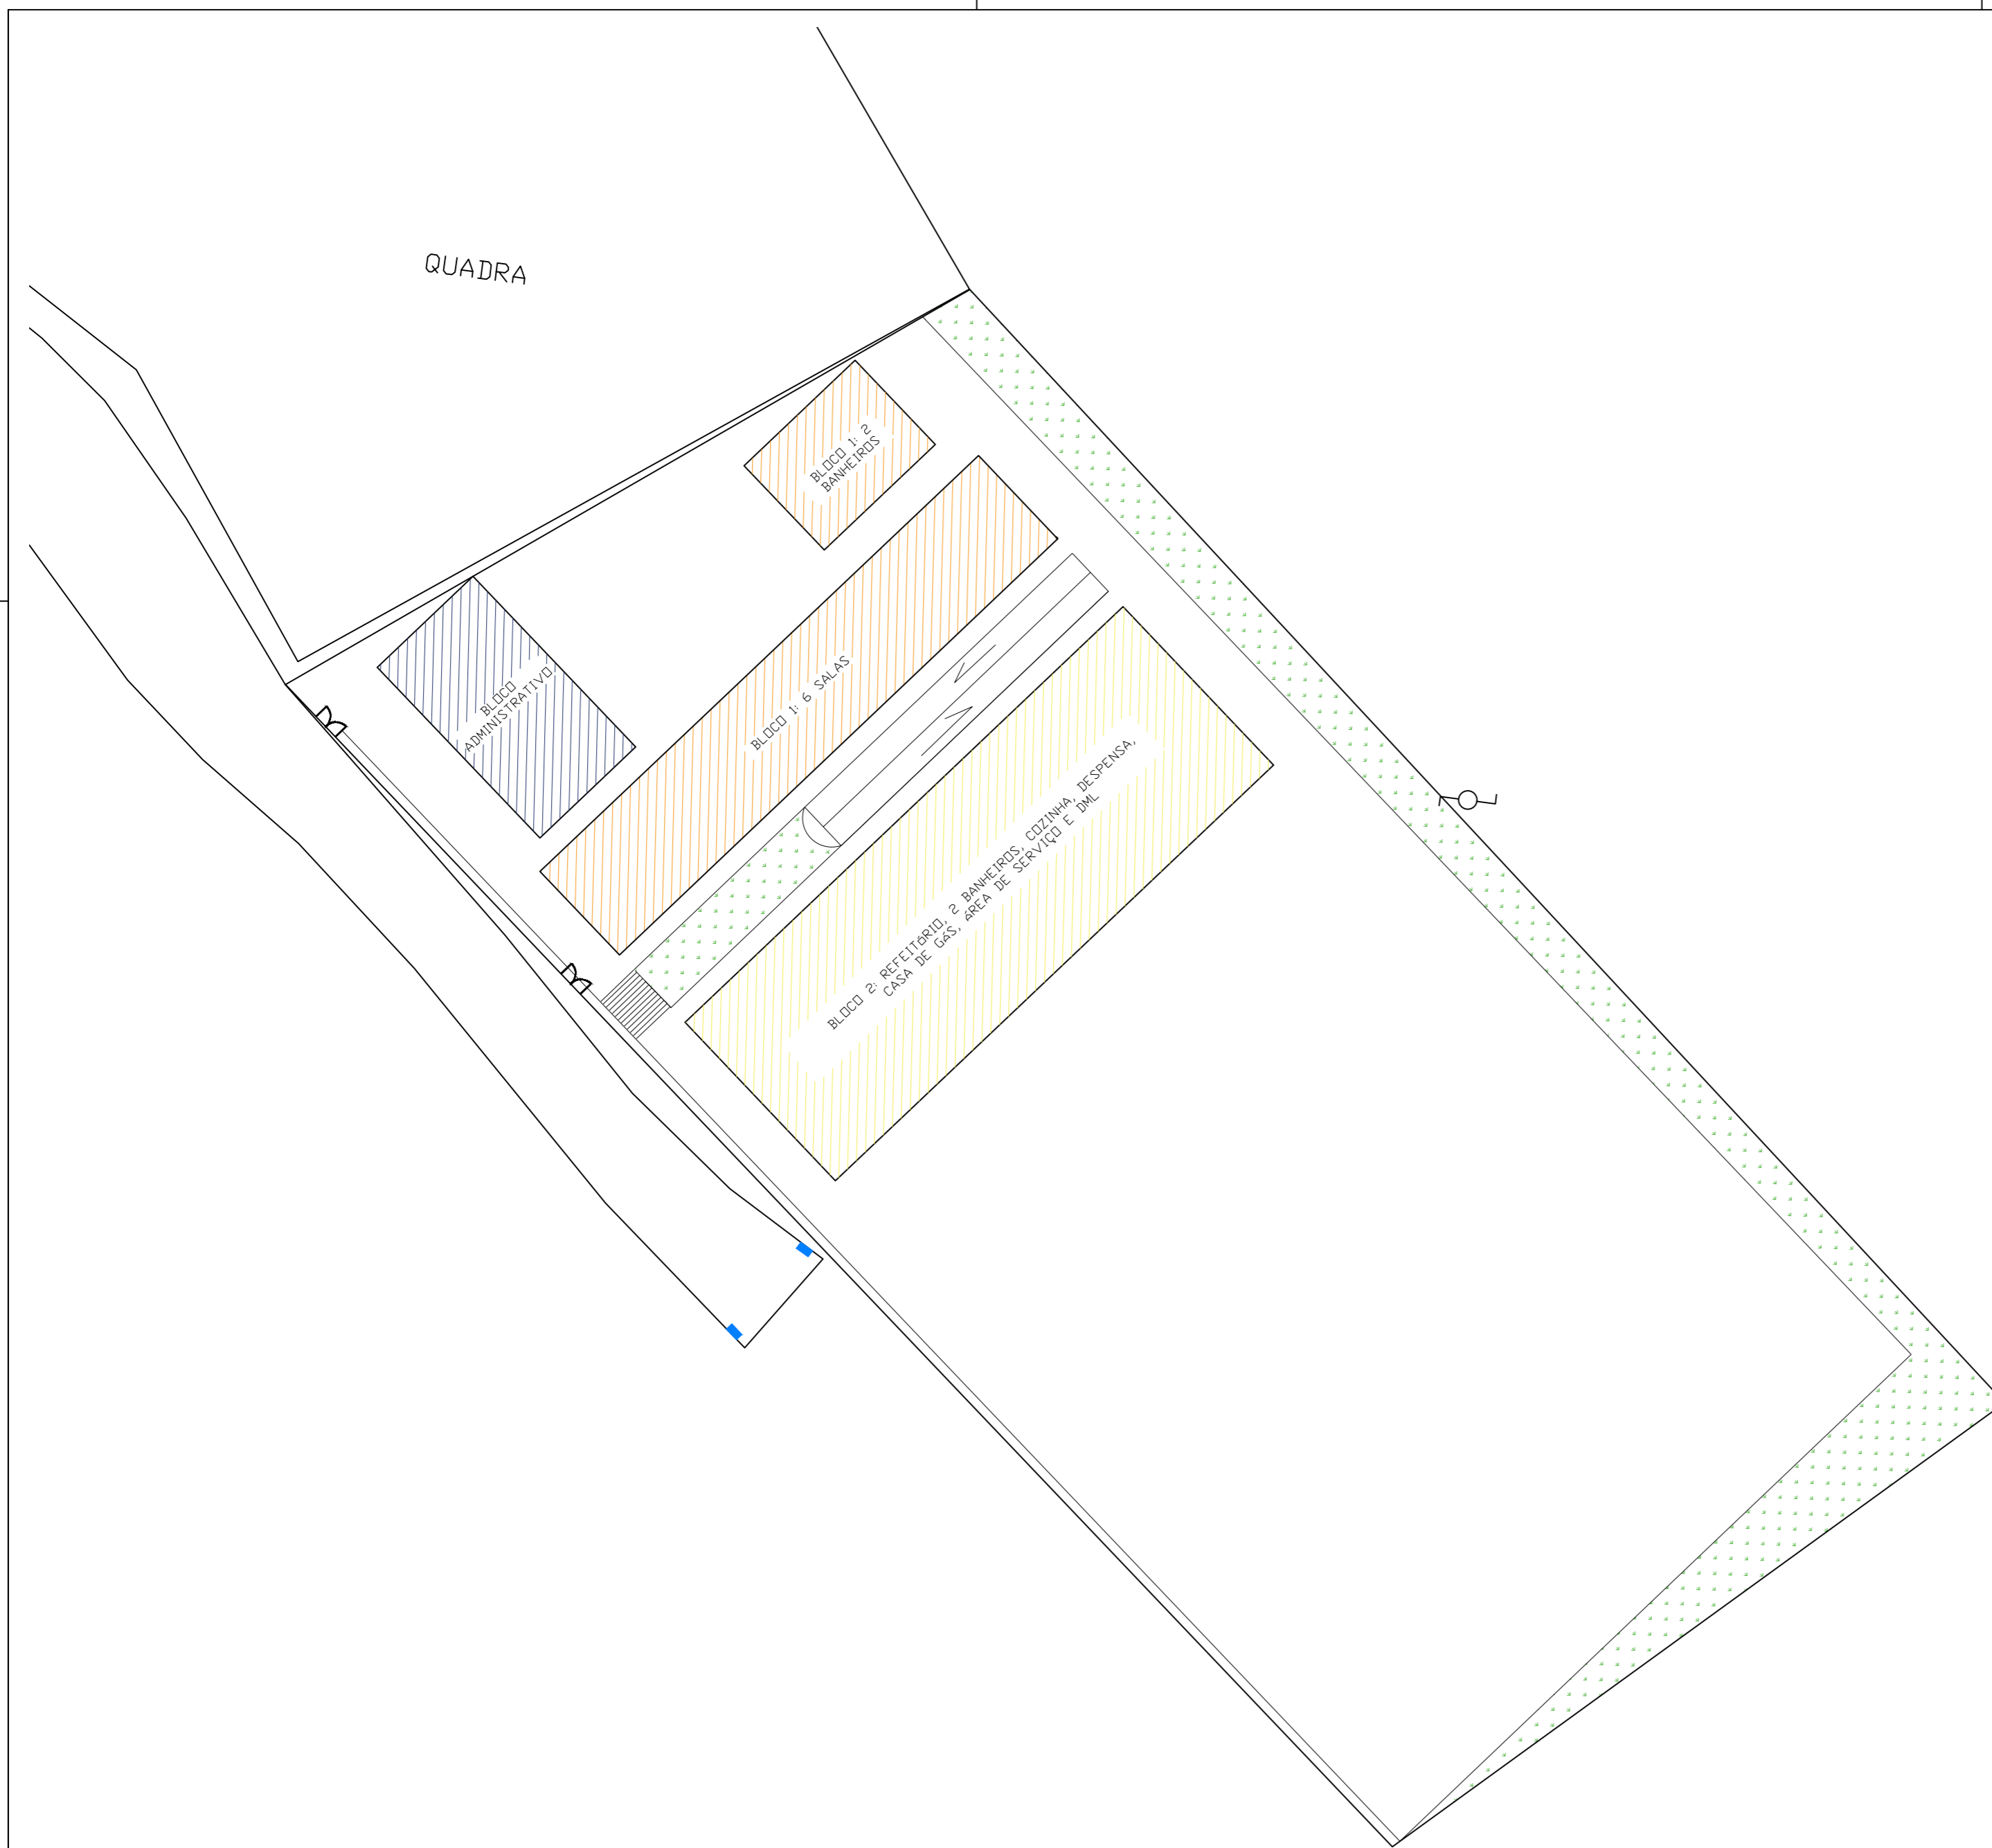 QUADRA
BLOCO 1: 2
BANHEIROS
BLOCO
ADMINISTRATIVO
BLOCO 1: 6 SALAS
BLOCO 2: REFEITÓRIO, 2 BANHEIROS, COZINHA, DESPENSA,
CASA DE GÁS, ÁREA DE SERVIÇO E DML